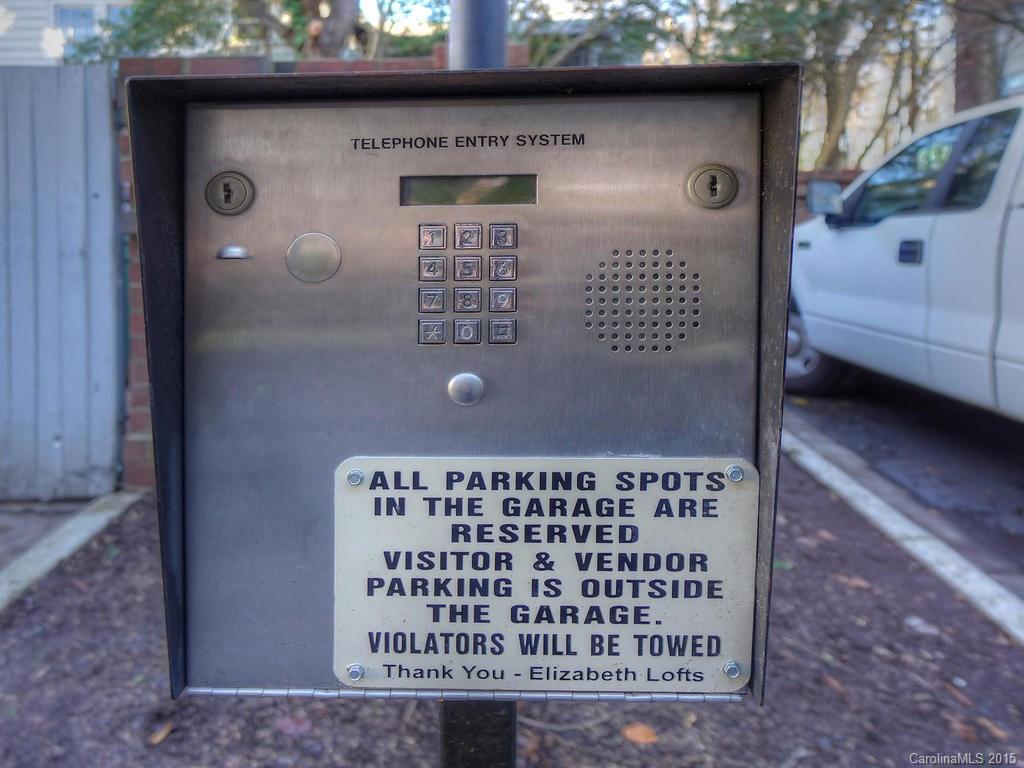 TELEPHONE ENTRY SYSTEM
1 2 3
4 5 6
7 8 9
* 0
ALL PARKING SPOTS
IN THE GARAGE ARE
RESERVED
VISITOR & VENDOR
PARKING IS OUTSIDE
THE GARAGE.
VIOLATORS WILL BE TOWED
Thank You - Elizabeth Lofts
CarolinaMLS 2015